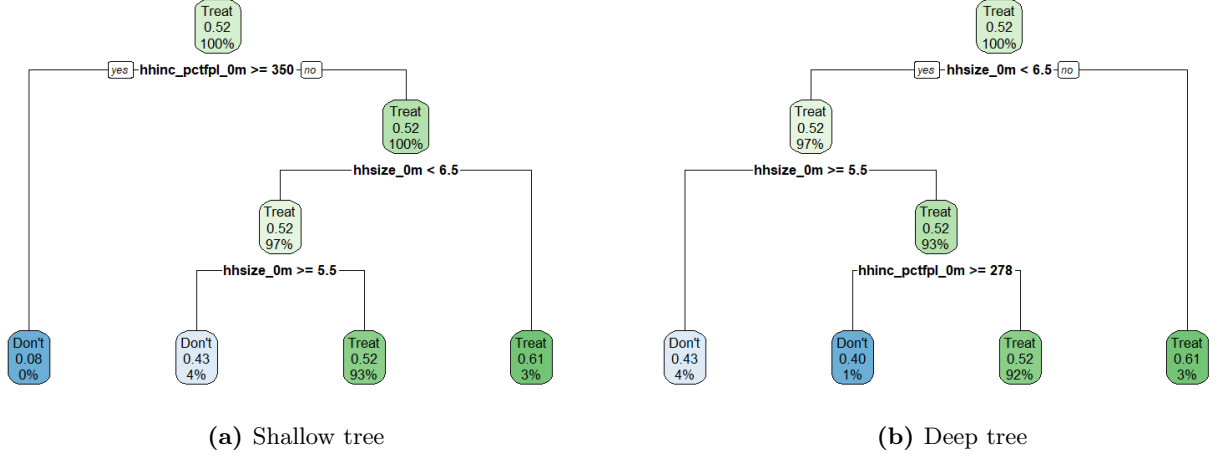 Treat
0.52
100%
yes hhinc_pctfpl_0m >= 350 no
Treat
0.52
100%
hhsize_0m < 6.5
Treat
0.52
97%
hhsize_0m >= 5.5
Don't
0.08
0%
Don't
0.43
4%
Treat
0.52
93%
Treat
0.61
3%
(a) Shallow tree
Treat
0.52
100%
yes hhsize_0m < 6.5 no
Treat
0.52
97%
hhsize_0m >= 5.5
Treat
0.52
93%
hhinc_pctfpl_0m >= 278
Don't
0.43
4%
Don't
0.40
1%
Treat
0.52
92%
Treat
0.61
3%
(b) Deep tree